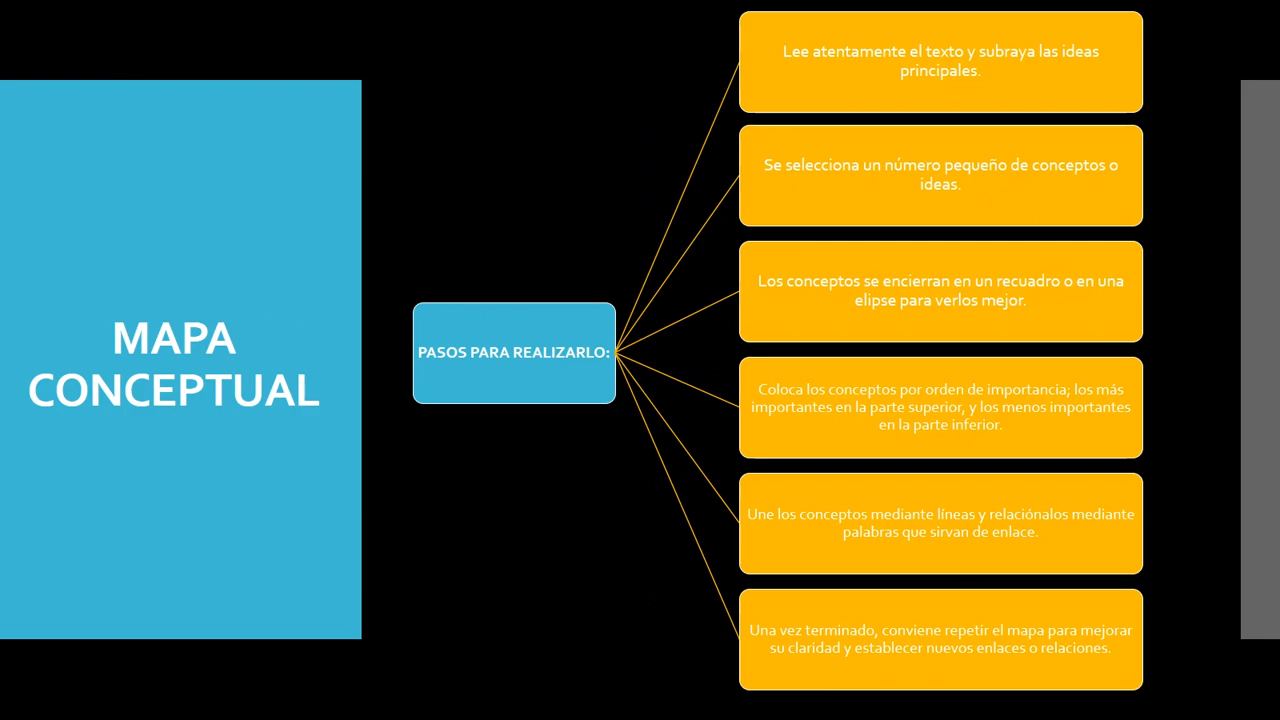 MAPA
CONCEPTUAL
PASOS PARA REALIZARLO:
Lee atentamente el texto y subraya las ideas
principales.
Se selecciona un número pequeño de conceptos o
ideas.
Los conceptos se encierran en un recuadro o en una
elipse para verlos mejor.
Coloca los conceptos por orden de importancia; los más
importantes en la parte superior, y los menos importantes
en la parte inferior.
Une los conceptos mediante líneas y relaciónalos mediante
palabras que sirvan de enlace.
Una vez terminado, conviene repetir el mapa para mejorar
su claridad y establecer nuevos enlaces o relaciones.